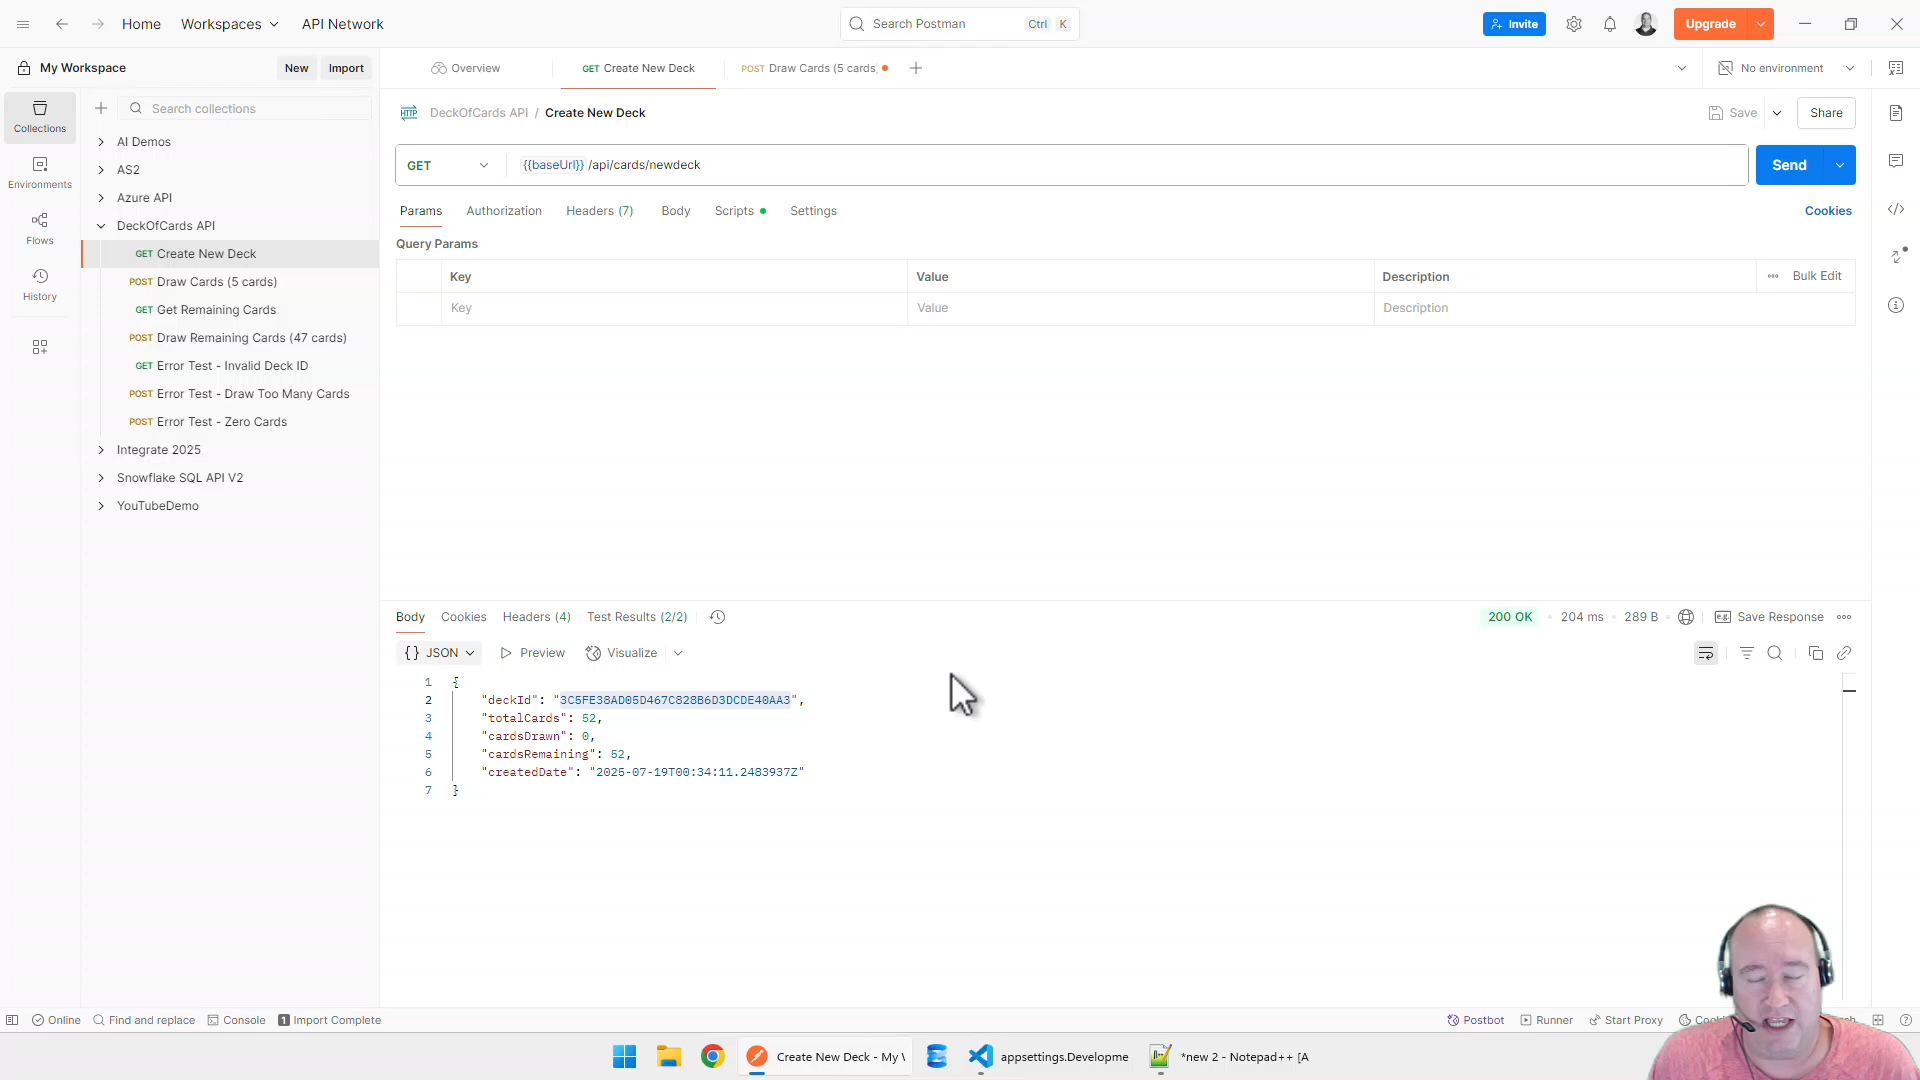 Home
Workspaces
API Network
Search Postman
Ctrl K
Invite
Upgrade
My Workspace
New
Import
Overview
GET Create New Deck
POST Draw Cards (5 cards)
No environment
Collections
Environments
Flows
History
Search collections
AI Demos
AS2
Azure API
DeckOfCards API
GET Create New Deck
POST Draw Cards (5 cards)
GET Get Remaining Cards
POST Draw Remaining Cards (47 cards)
GET Error Test - Invalid Deck ID
POST Error Test - Draw Too Many Cards
POST Error Test - Zero Cards
Integrate 2025
Snowflake SQL API V2
YouTubeDemo
HTTP DeckOfCards API / Create New Deck
Save
Share
GET
{{baseUrl}} /api/cards/newdeck
Send
Params
Authorization
Headers (7)
Body
Scripts
Settings
Cookies
Query Params
Key
Value
Description
Bulk Edit
Key
Value
Description
Body
Cookies
Headers (4)
Test Results (2/2)
200 OK
204 ms
289 B
e.g.
Save Response
{} JSON
Preview
Visualize
1 {
2 "deckId": "3C5FE38AD05D467C828B6D3DCDE40AA3",
3 "totalCards": 52,
4 "cardsDrawn": 0,
5 "cardsRemaining": 52,
6 "createdDate": "2025-07-19T00:34:11.2483937Z"
7 }
Online
Find and replace
Console
1 Import Complete
Postbot
Runner
Start Proxy
Create New Deck - My
appsettings.Developme
*new 2 - Notepad++ [A